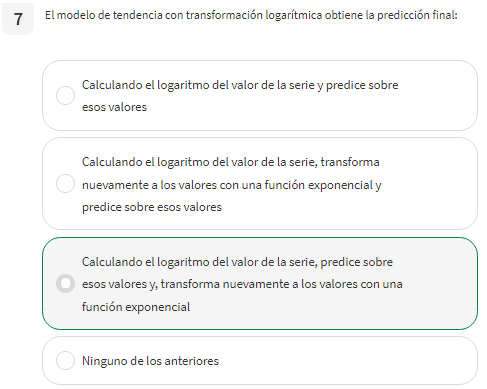 7
El modelo de tendencia con transformación logarítmica obtiene la predicción final:
Calculando el logaritmo del valor de la serie y predice sobre
esos valores
Calculando el logaritmo del valor de la serie, transforma
nuevamente a los valores con una función exponencial y
predice sobre esos valores
Calculando el logaritmo del valor de la serie, predice sobre
esos valores y, transforma nuevamente a los valores con una
función exponencial
Ninguno de los anteriores